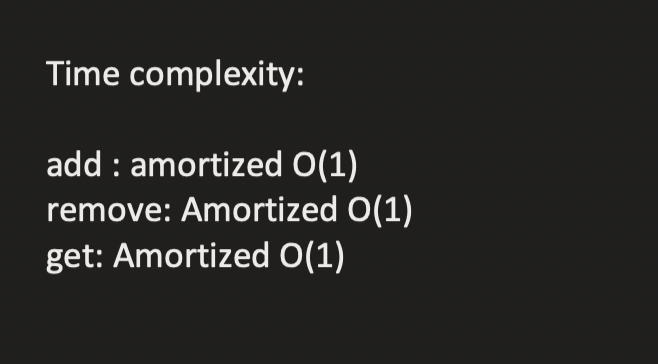 Time complexity:
add : amortized O(1)
remove: Amortized O(1)
get: Amortized O(1)